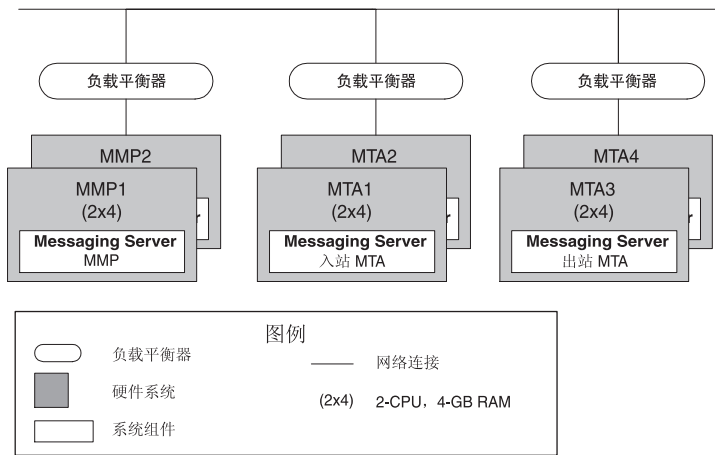 负载平衡器
负载平衡器
负载平衡器
MMP2
MMP1
(2x4)
Messaging Server
MMP
MTA2
MTA1
(2x4)
Messaging Server
入站 MTA
MTA4
MTA3
(2x4)
Messaging Server
出站 MTA
图例
负载平衡器
硬件系统
系统组件
网络连接
(2x4) 2-CPU，4-GB RAM